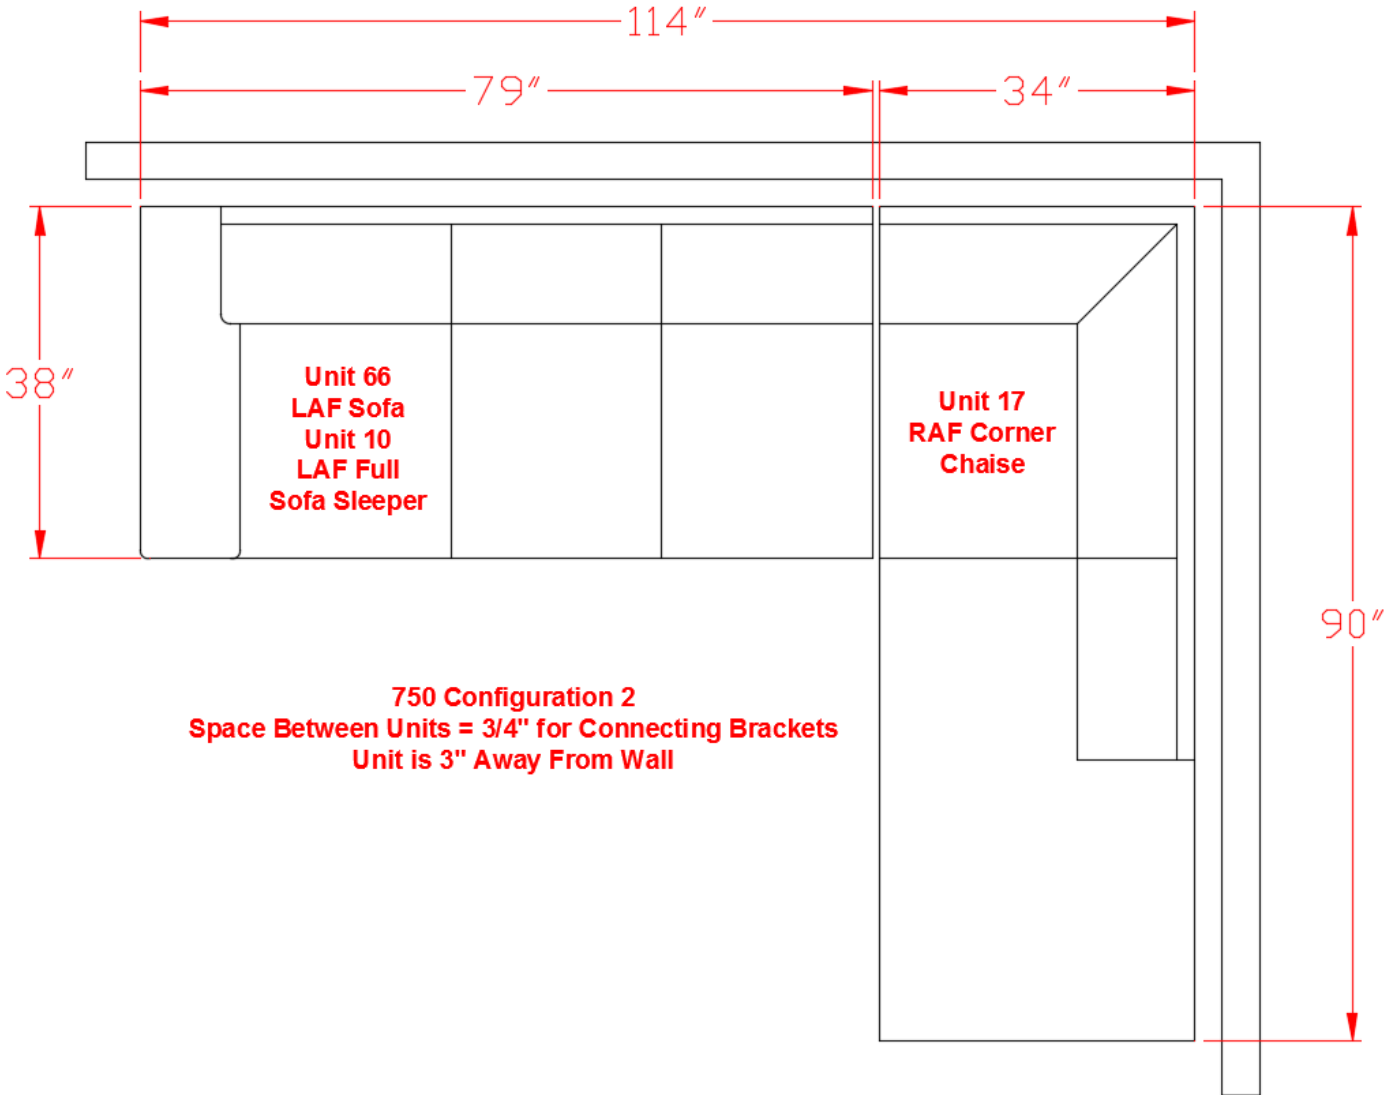 114"
79"
34"
38"
Unit 66
LAF Sofa
Unit 10
LAF Full
Sofa Sleeper
Unit 17
RAF Corner
Chaise
90"
750 Configuration 2
Space Between Units = 3/4" for Connecting Brackets
Unit is 3" Away From Wall